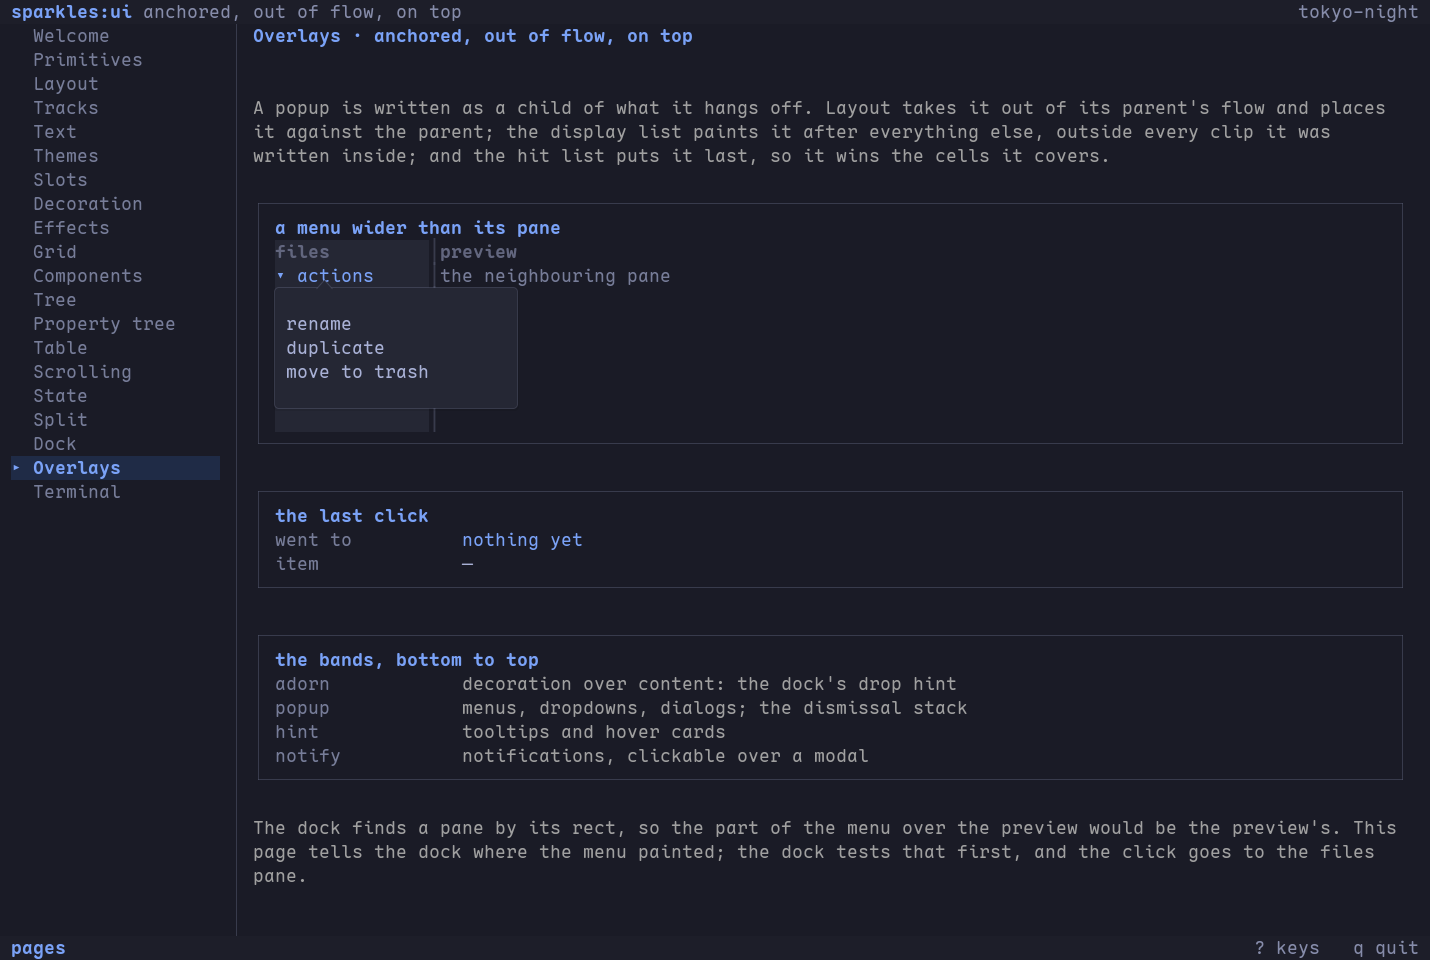 sparkles:ui anchored, out of flow, on top tokyo-night
Welcome
Primitives
Layout
Tracks
Text
Themes
Slots
Decoration
Effects
Grid
Components
Tree
Property tree
Table
Scrolling
State
Split
Dock
▸ Overlays
Terminal
Overlays · anchored, out of flow, on top
A popup is written as a child of what it hangs off. Layout takes it out of its parent's flow and places
it against the parent; the display list paints it after everything else, outside every clip it was
written inside; and the hit list puts it last, so it wins the cells it covers.
a menu wider than its pane
files preview
▾ actions the neighbouring pane
rename
duplicate
move to trash
the last click
went to nothing yet
item —
the bands, bottom to top
adorn decoration over content: the dock's drop hint
popup menus, dropdowns, dialogs; the dismissal stack
hint tooltips and hover cards
notify notifications, clickable over a modal
The dock finds a pane by its rect, so the part of the menu over the preview would be the preview's. This
page tells the dock where the menu painted; the dock tests that first, and the click goes to the files
pane.
pages ? keys q quit